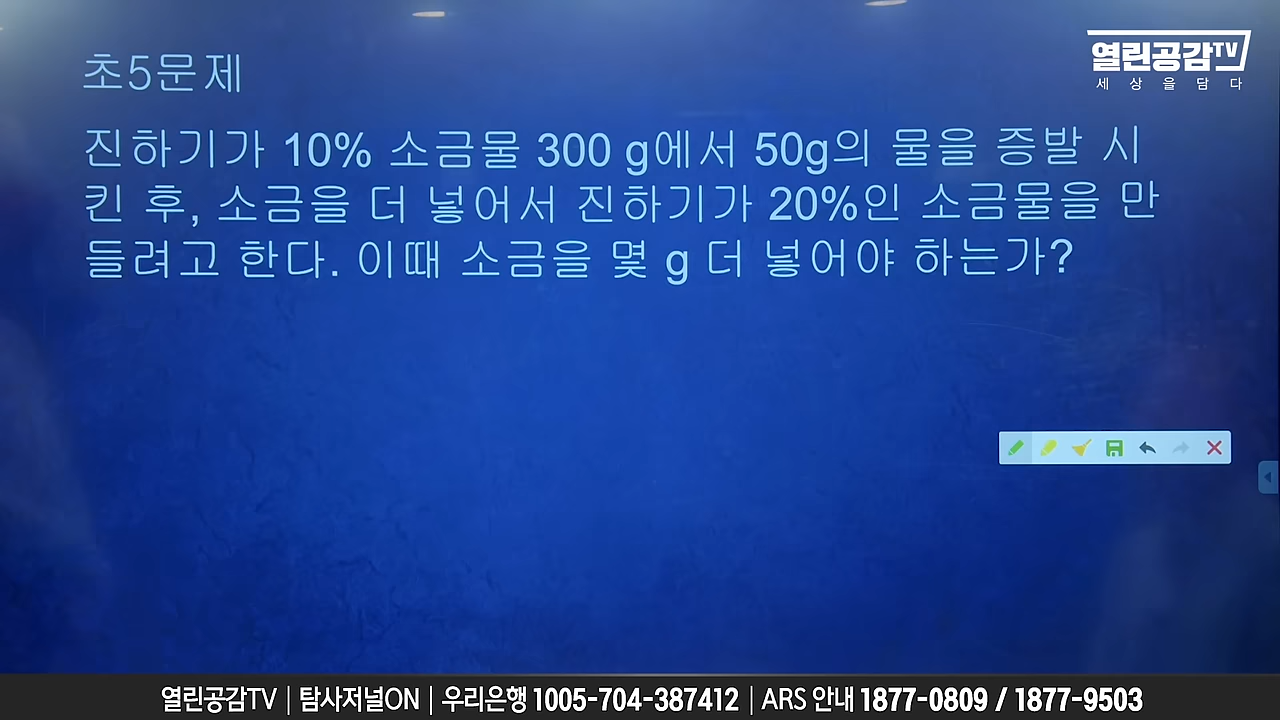 열린공감TV
세상을담다
초5문제
진하기가 10% 소금물 300 g에서 50g의 물을 증발 시
킨 후, 소금을 더 넣어서 진하기가 20%인 소금물을 만
들려고 한다. 이때 소금을 몇 g 더 넣어야 하는가?
열린공감TV | 탐사저널ON | 우리은행 1005-704-387412 | ARS 안내 1877-0809 / 1877-9503